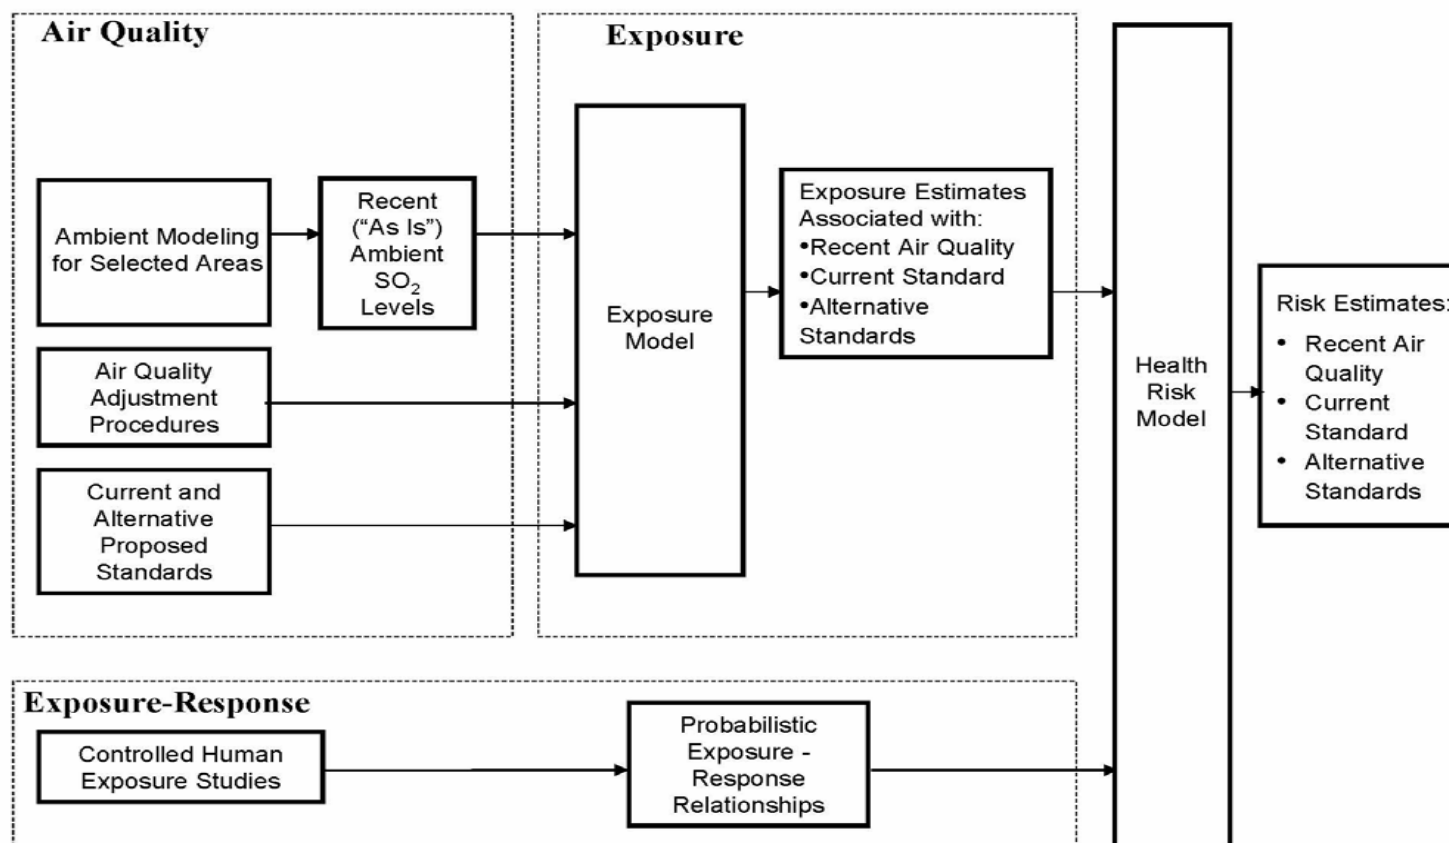 Air Quality
Ambient Modeling
for Selected Areas
Recent
(“As Is”)
Ambient
SO₂
Levels
Air Quality
Adjustment
Procedures
Current and
Alternative
Proposed
Standards
Exposure
Exposure
Model
Exposure Estimates
Associated with:
•Recent Air Quality
•Current Standard
•Alternative
Standards
Health
Risk
Model
Risk Estimates:
• Recent Air
Quality
• Current
Standard
• Alternative
Standards
Exposure-Response
Controlled Human
Exposure Studies
Probabilistic
Exposure -
Response
Relationships